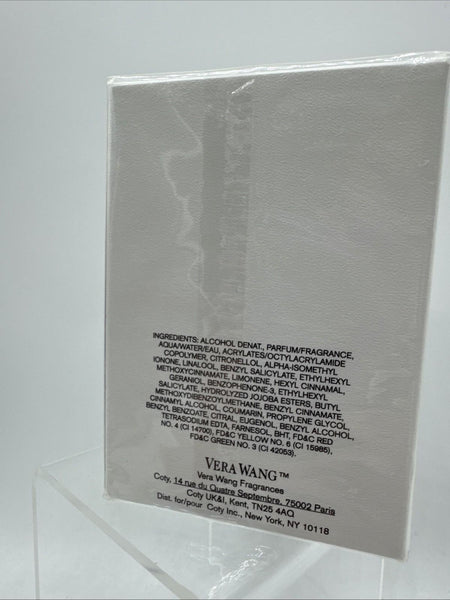 INGREDIENTS: ALCOHOL DENAT., PARFUM/FRAGRANCE,
AQUA/WATER/EAU, ACRYLATES/OCTYLACRYLAMIDE
COPOLYMER, CITRONELLOL, ALPHA-ISOMETHYL
IONONE, LINALOOL, BENZYL SALICYLATE, ETHYLHEXYL
METHOXYCINNAMATE, LIMONENE, HEXYL CINNAMAL,
GERANIOL, BENZOPHENONE-3, ETHYLHEXYL
SALICYLATE, HYDROLYZED JOJOBA ESTERS, BUTYL
METHOXYDIBENZOYLMETHANE, BENZYL CINNAMATE,
CINNAMYL ALCOHOL, COUMARIN, PROPYLENE GLYCOL,
BENZYL BENZOATE, CITRAL, EUGENOL, BENZYL ALCOHOL,
TETRASODIUM EDTA, FARNESOL, BHT, FD&C RED
NO. 4 (CI 14700), FD&C YELLOW NO. 6 (CI 15985),
FD&C GREEN NO. 3 (CI 42053).
VERA WANG™
Vera Wang Fragrances
Coty, 14 rue du Quatre Septembre, 75002 Paris
Coty UK&I, Kent, TN25 4AQ
Dist. for/pour Coty Inc., New York, NY 10118